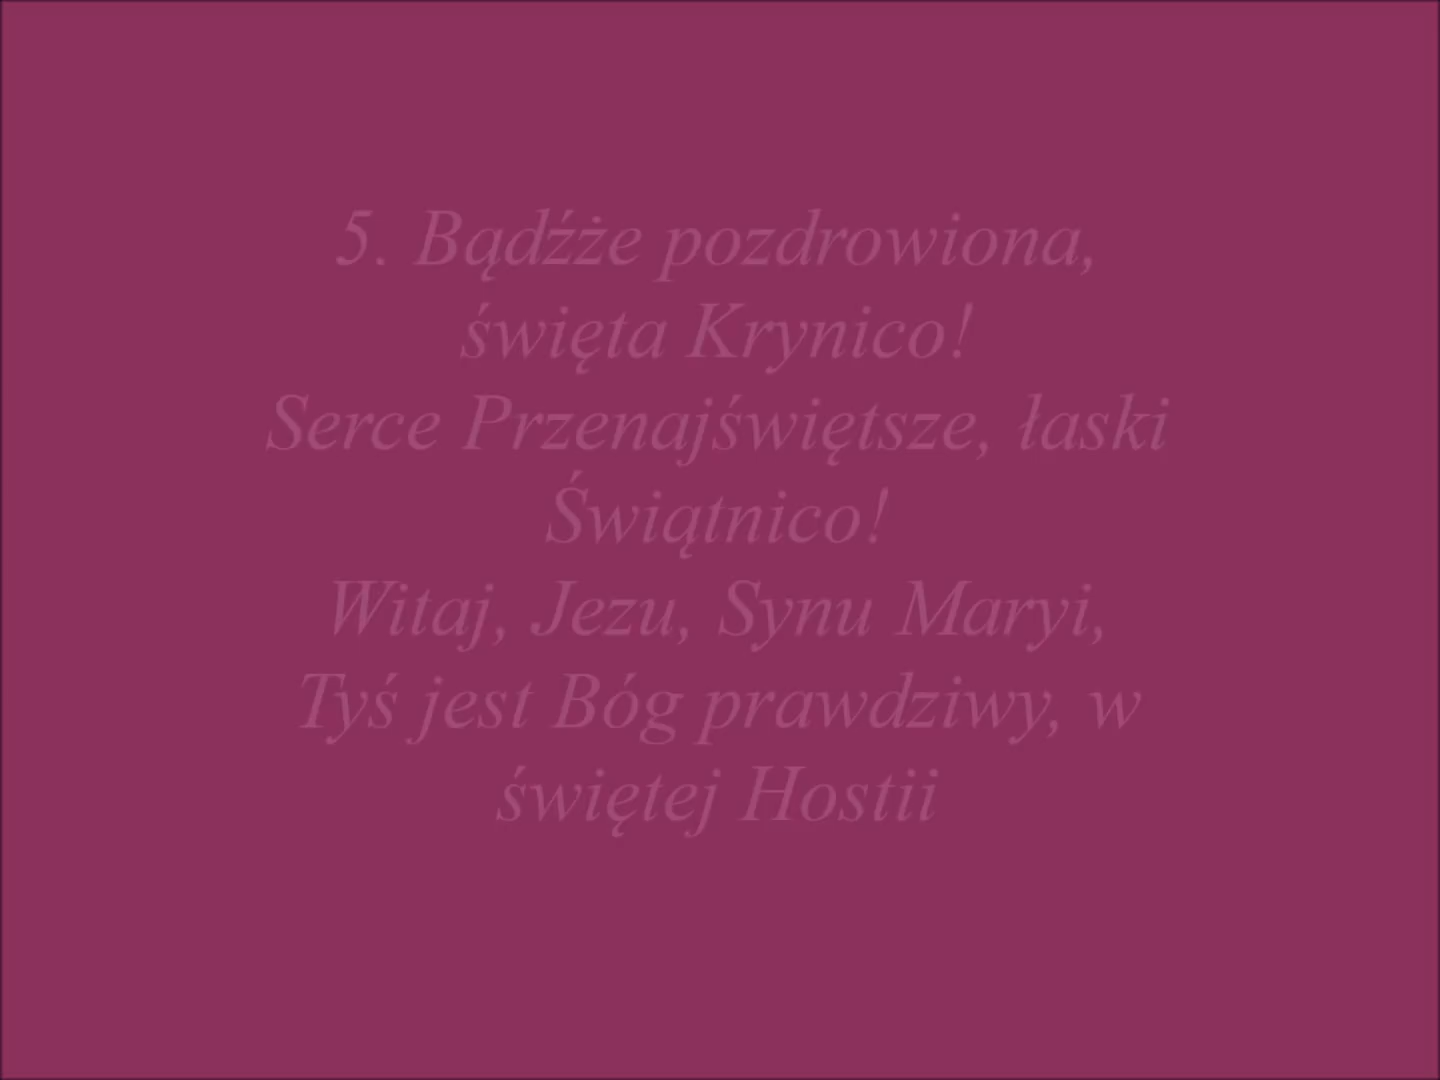 5. Bądźże pozdrowiona,
święta Krynico!
Serce Przenajświętsze, łaski
Świątnico!
Witaj, Jezu, Synu Maryi,
Tyś jest Bóg prawdziwy, w
świętej Hostii